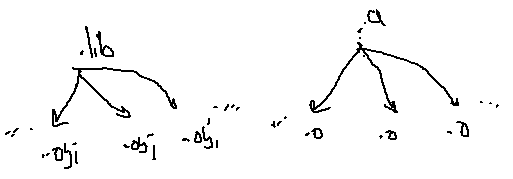 .lib
.a
.... .obj .obj .obj ....
... .o .o .o ...